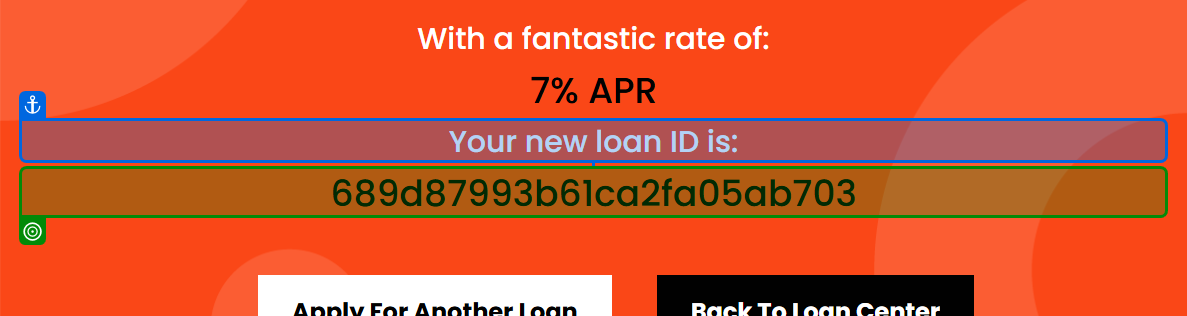 With a fantastic rate of:
7% APR
Your new loan ID is:
689d87993b61ca2fa05ab703
Apply For Another Loan
Back To Loan Center